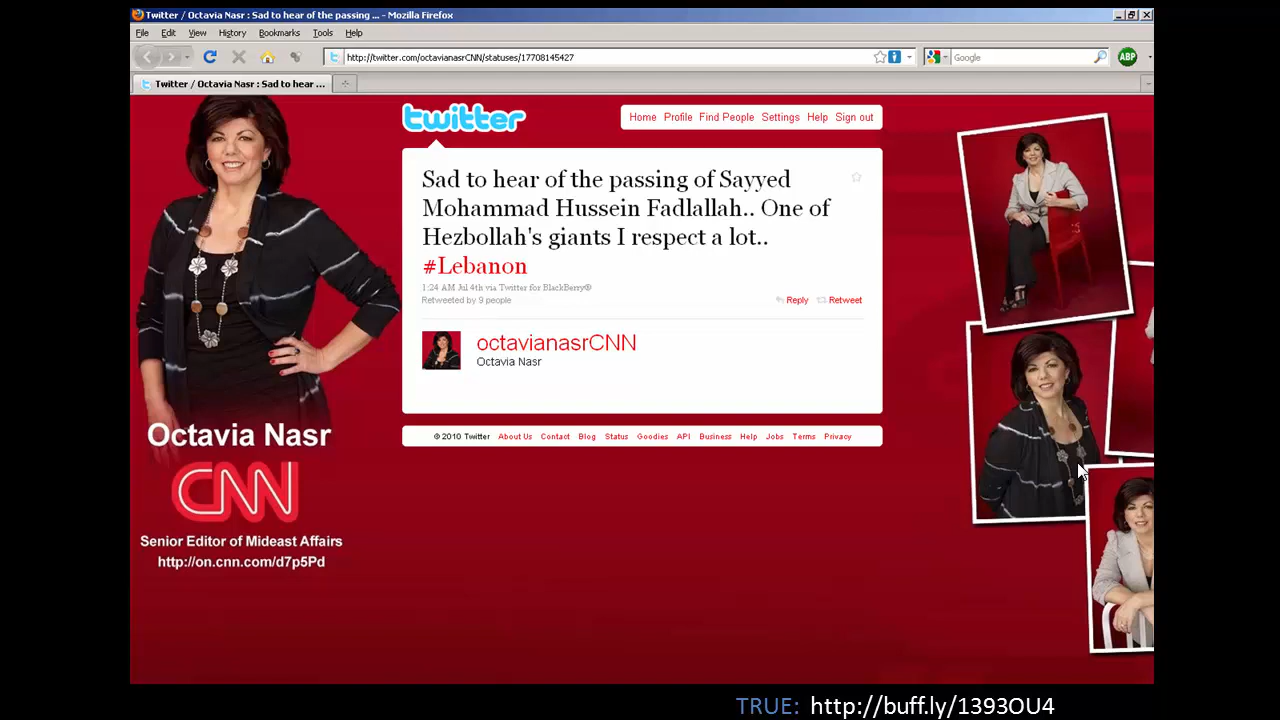 Twitter / Octavia Nasr : Sad to hear of the passing ... - Mozilla Firefox
File Edit View History Bookmarks Tools Help
http://twitter.com/octavianasrCNN/statuses/17708145427
Google
ABP
Twitter / Octavia Nasr : Sad to hear ...
twitter
Home Profile Find People Settings Help Sign out
Sad to hear of the passing of Sayyed
Mohammad Hussein Fadlallah.. One of
Hezbollah's giants I respect a lot..
#Lebanon
1:24 AM Jul 4th via Twitter for BlackBerry®
Retweeted by 9 people
Reply Retweet
octavianasrCNN
Octavia Nasr
© 2010 Twitter About Us Contact Blog Status Goodies API Business Help Jobs Terms Privacy
Octavia Nasr
CNN
Senior Editor of Mideast Affairs
http://on.cnn.com/d7p5Pd
TRUE: http://buff.ly/1393OU4